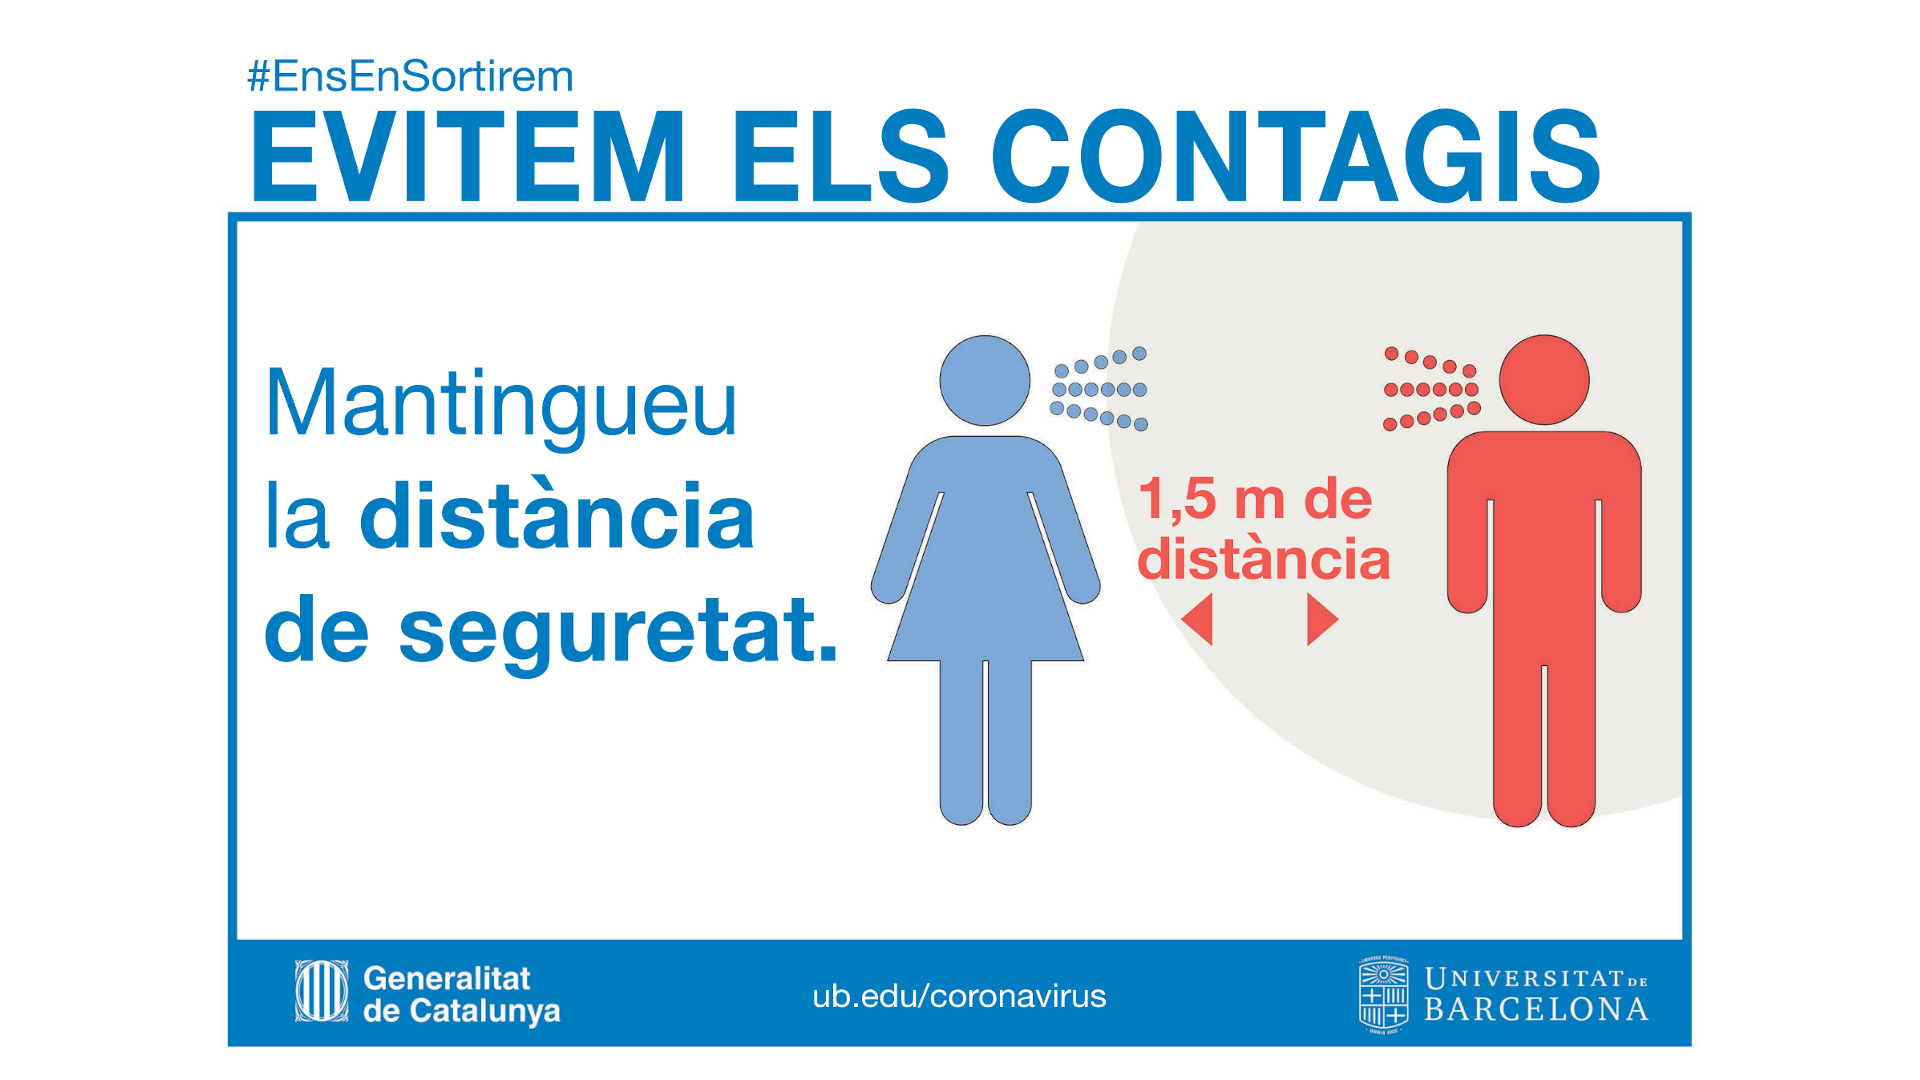 #EnsEnSortirem
EVITEM ELS CONTAGIS
Mantingueu
la distància
de seguretat.
1,5 m de
distància
Generalitat
de Catalunya
ub.edu/coronavirus
UNIVERSITAT DE
BARCELONA